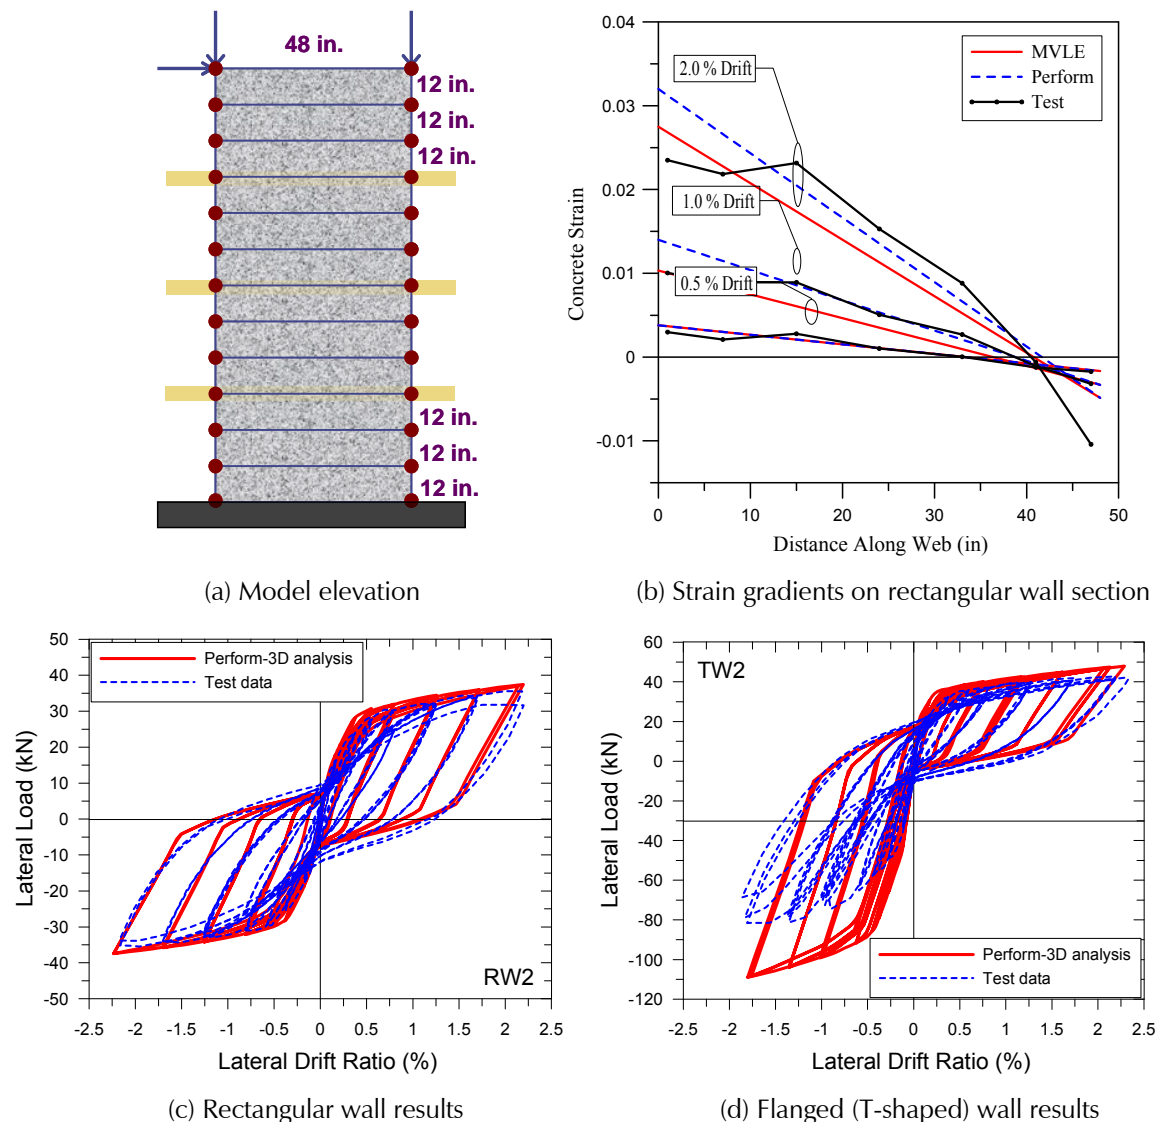 48 in.
12 in.
12 in.
12 in.
12 in.
12 in.
12 in.
(a) Model elevation
0.04
0.03
0.02
0.01
0
-0.01
Concrete Strain
MVLE
Perform
Test
2.0 % Drift
1.0 % Drift
0.5 % Drift
0 10 20 30 40 50
Distance Along Web (in)
(b) Strain gradients on rectangular wall section
50
40
30
20
10
0
-10
-20
-30
-40
-50
Lateral Load (kN)
Perform-3D analysis
Test data
RW2
-2.5 -2 -1.5 -1 -0.5 0 0.5 1 1.5 2 2.5
Lateral Drift Ratio (%)
(c) Rectangular wall results
60
40
20
0
-20
-40
-60
-80
-100
-120
Lateral Load (kN)
TW2
Perform-3D analysis
Test data
-2.5 -2 -1.5 -1 -0.5 0 0.5 1 1.5 2 2.5
Lateral Drift Ratio (%)
(d) Flanged (T-shaped) wall results